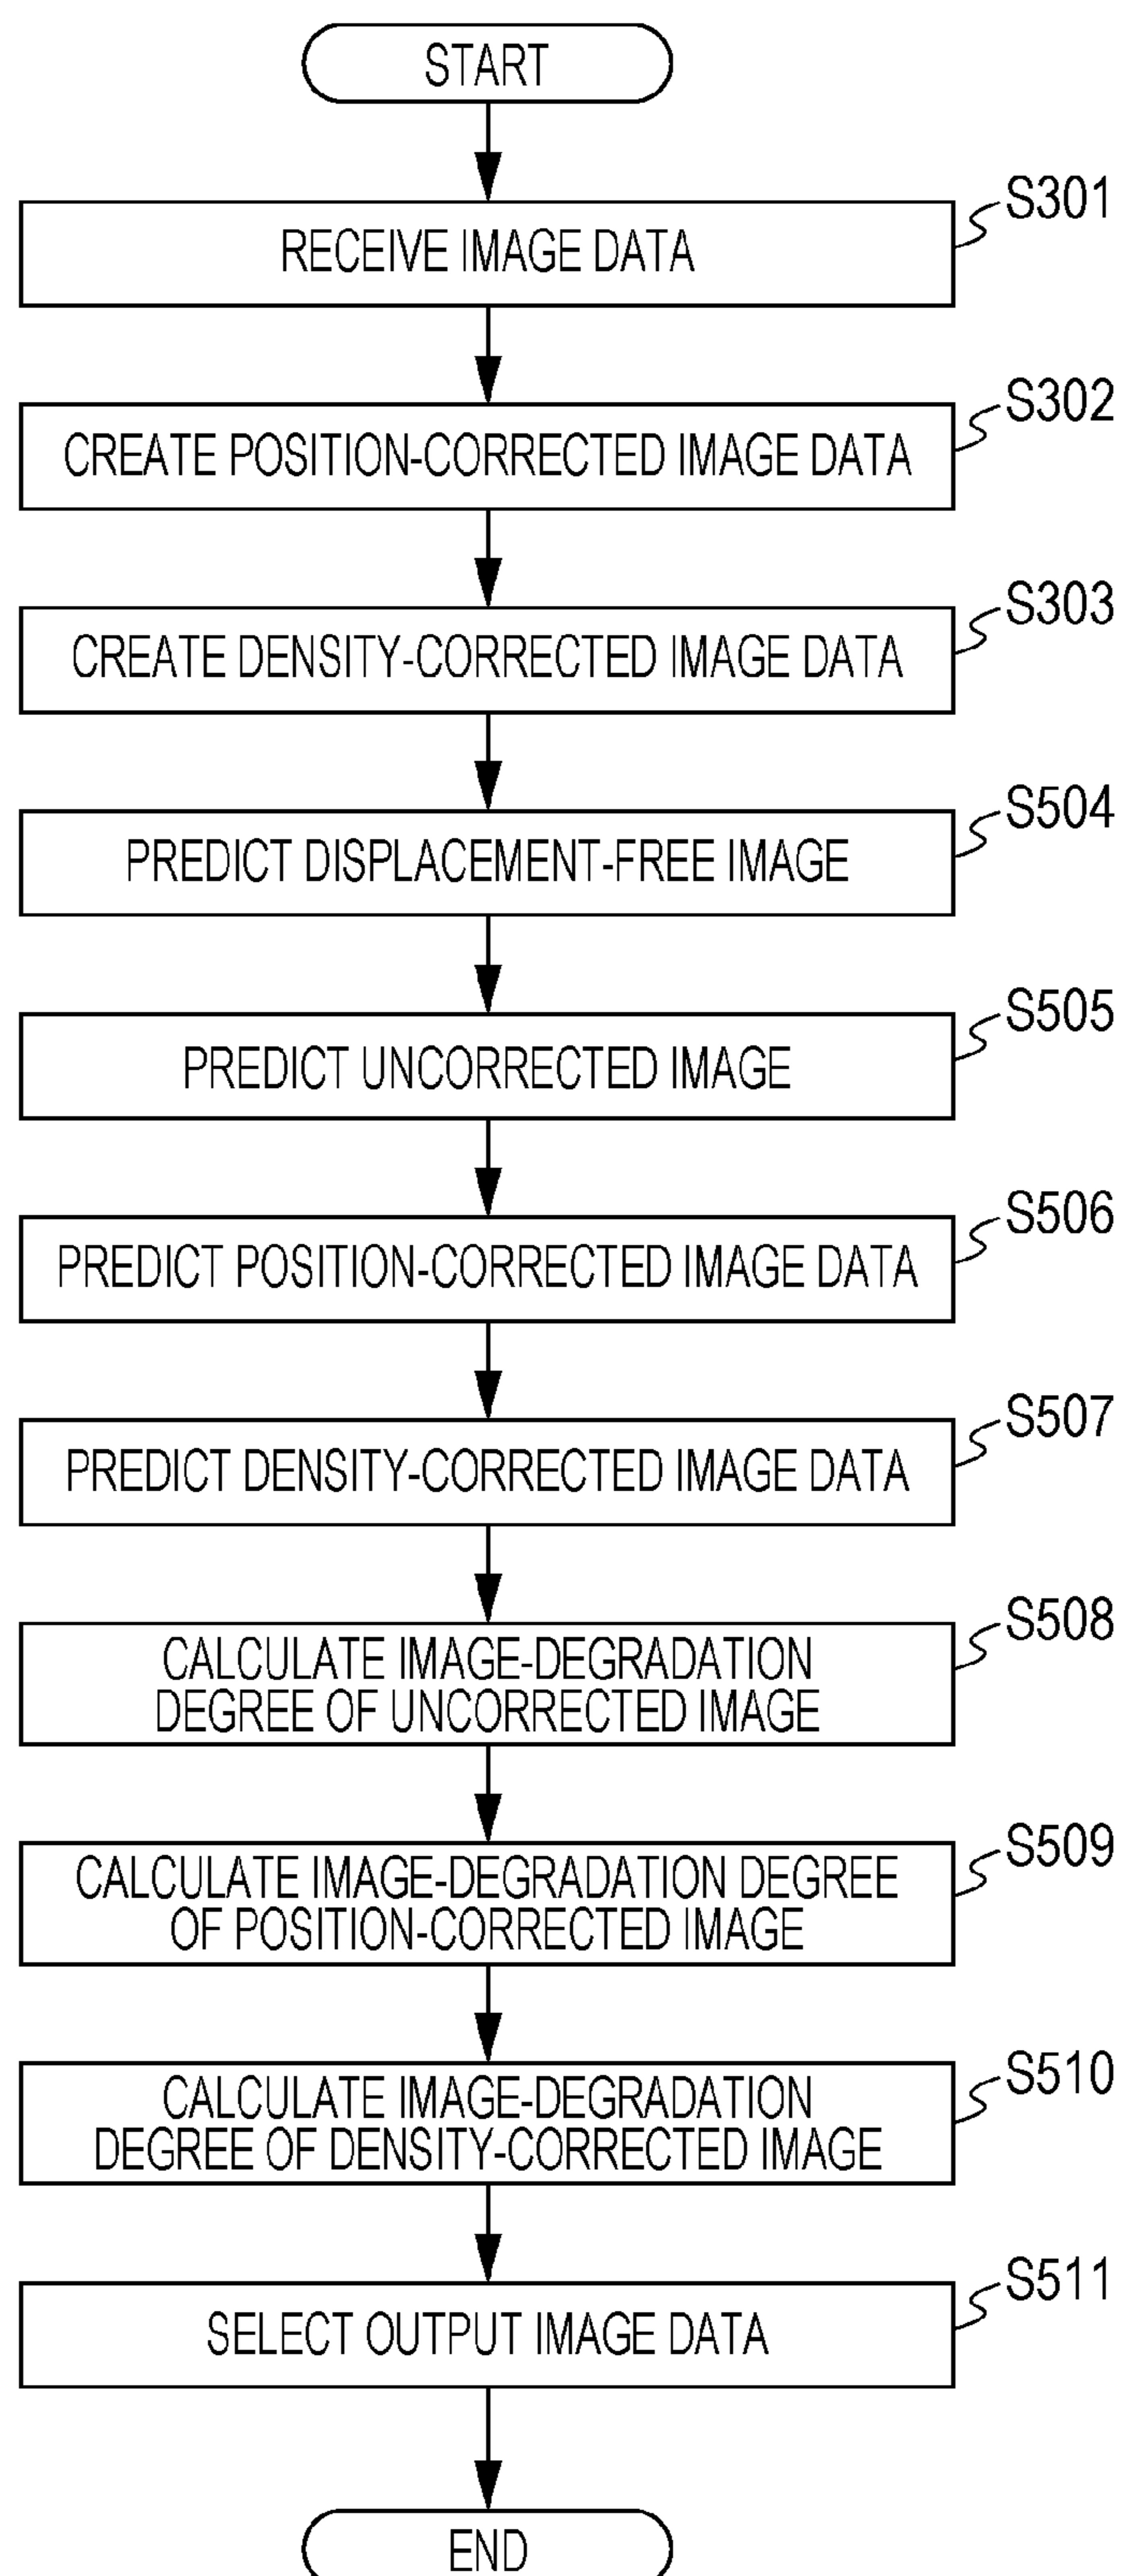 START
S301
RECEIVE IMAGE DATA
S302
CREATE POSITION-CORRECTED IMAGE DATA
S303
CREATE DENSITY-CORRECTED IMAGE DATA
S504
PREDICT DISPLACEMENT-FREE IMAGE
S505
PREDICT UNCORRECTED IMAGE
S506
PREDICT POSITION-CORRECTED IMAGE DATA
S507
PREDICT DENSITY-CORRECTED IMAGE DATA
S508
CALCULATE IMAGE-DEGRADATION
DEGREE OF UNCORRECTED IMAGE
S509
CALCULATE IMAGE-DEGRADATION DEGREE
OF POSITION-CORRECTED IMAGE
S510
CALCULATE IMAGE-DEGRADATION
DEGREE OF DENSITY-CORRECTED IMAGE
S511
SELECT OUTPUT IMAGE DATA
END